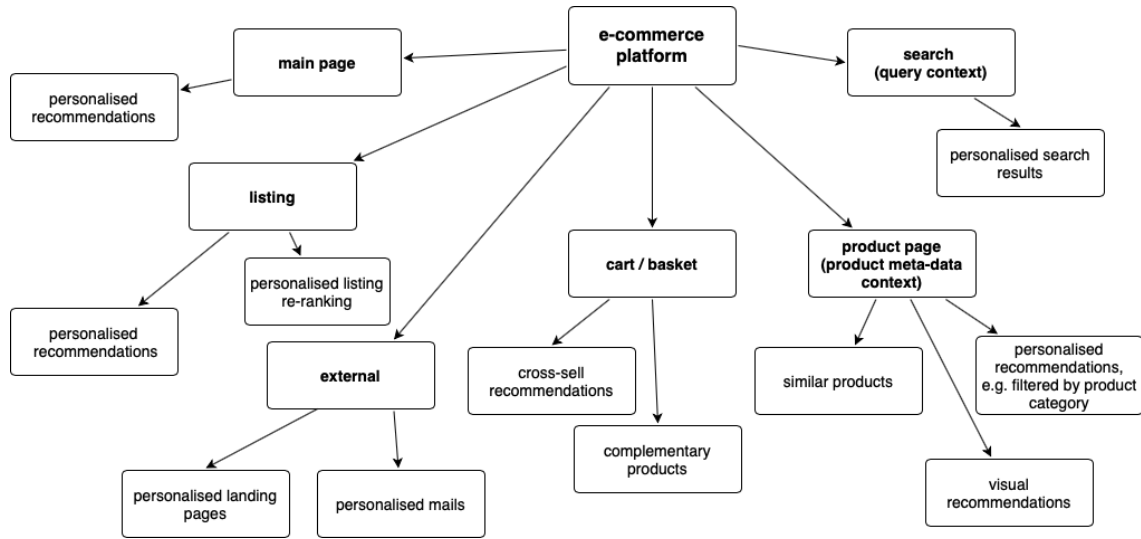 e-commerce
platform
main page
search
(query context)
personalised
recommendations
personalised search
results
listing
product page
(product meta-data
context)
cart / basket
personalised listing
re-ranking
personalised
recommendations
external
cross-sell
recommendations
similar products
personalised
recommendations,
e.g. filtered by product
category
complementary
products
personalised landing
pages
personalised mails
visual
recommendations